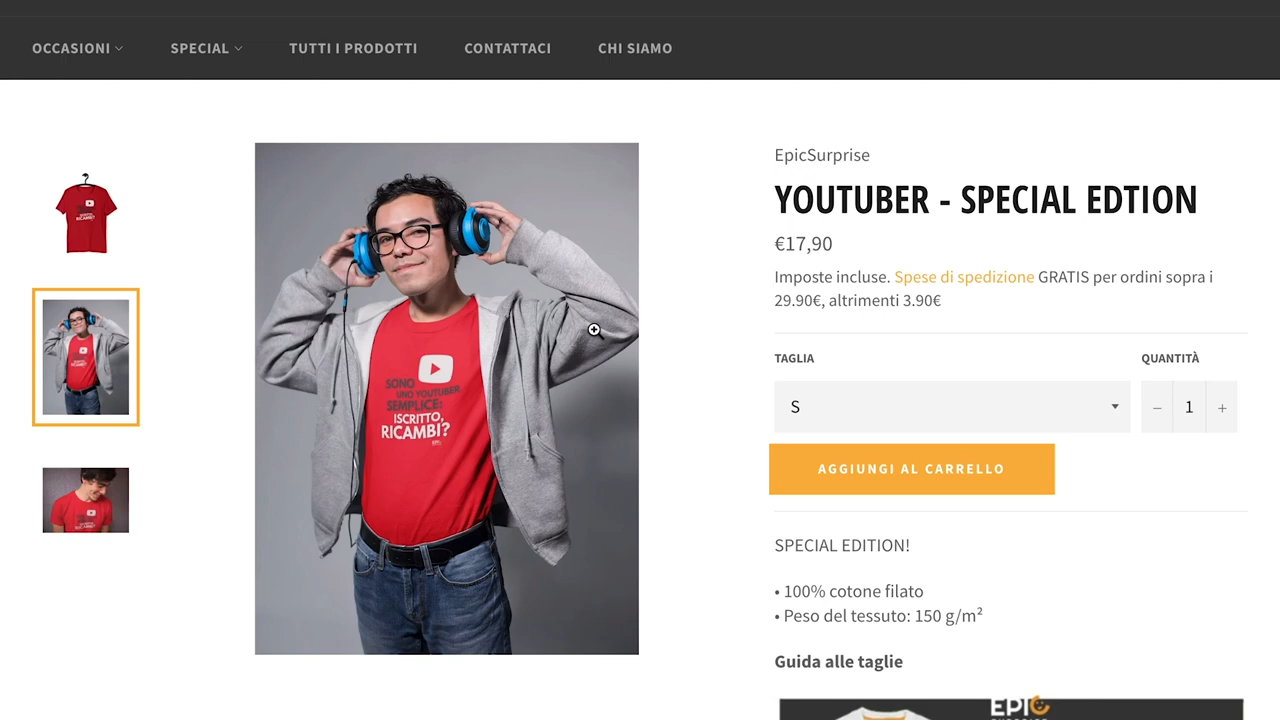 OCCASIONI
SPECIAL
TUTTI I PRODOTTI
CONTATTACI
CHI SIAMO
EpicSurprise
YOUTUBER - SPECIAL EDTION
€17,90
Imposte incluse. Spese di spedizione GRATIS per ordini sopra i
29.90€, altrimenti 3.90€
TAGLIA
QUANTITÀ
S
− 1 +
AGGIUNGI AL CARRELLO
SPECIAL EDITION!
• 100% cotone filato
• Peso del tessuto: 150 g/m²
Guida alle taglie
EPIC
SONO
UNO YOUTUBER
SEMPLICE:
ISCRITTO,
RICAMBI?